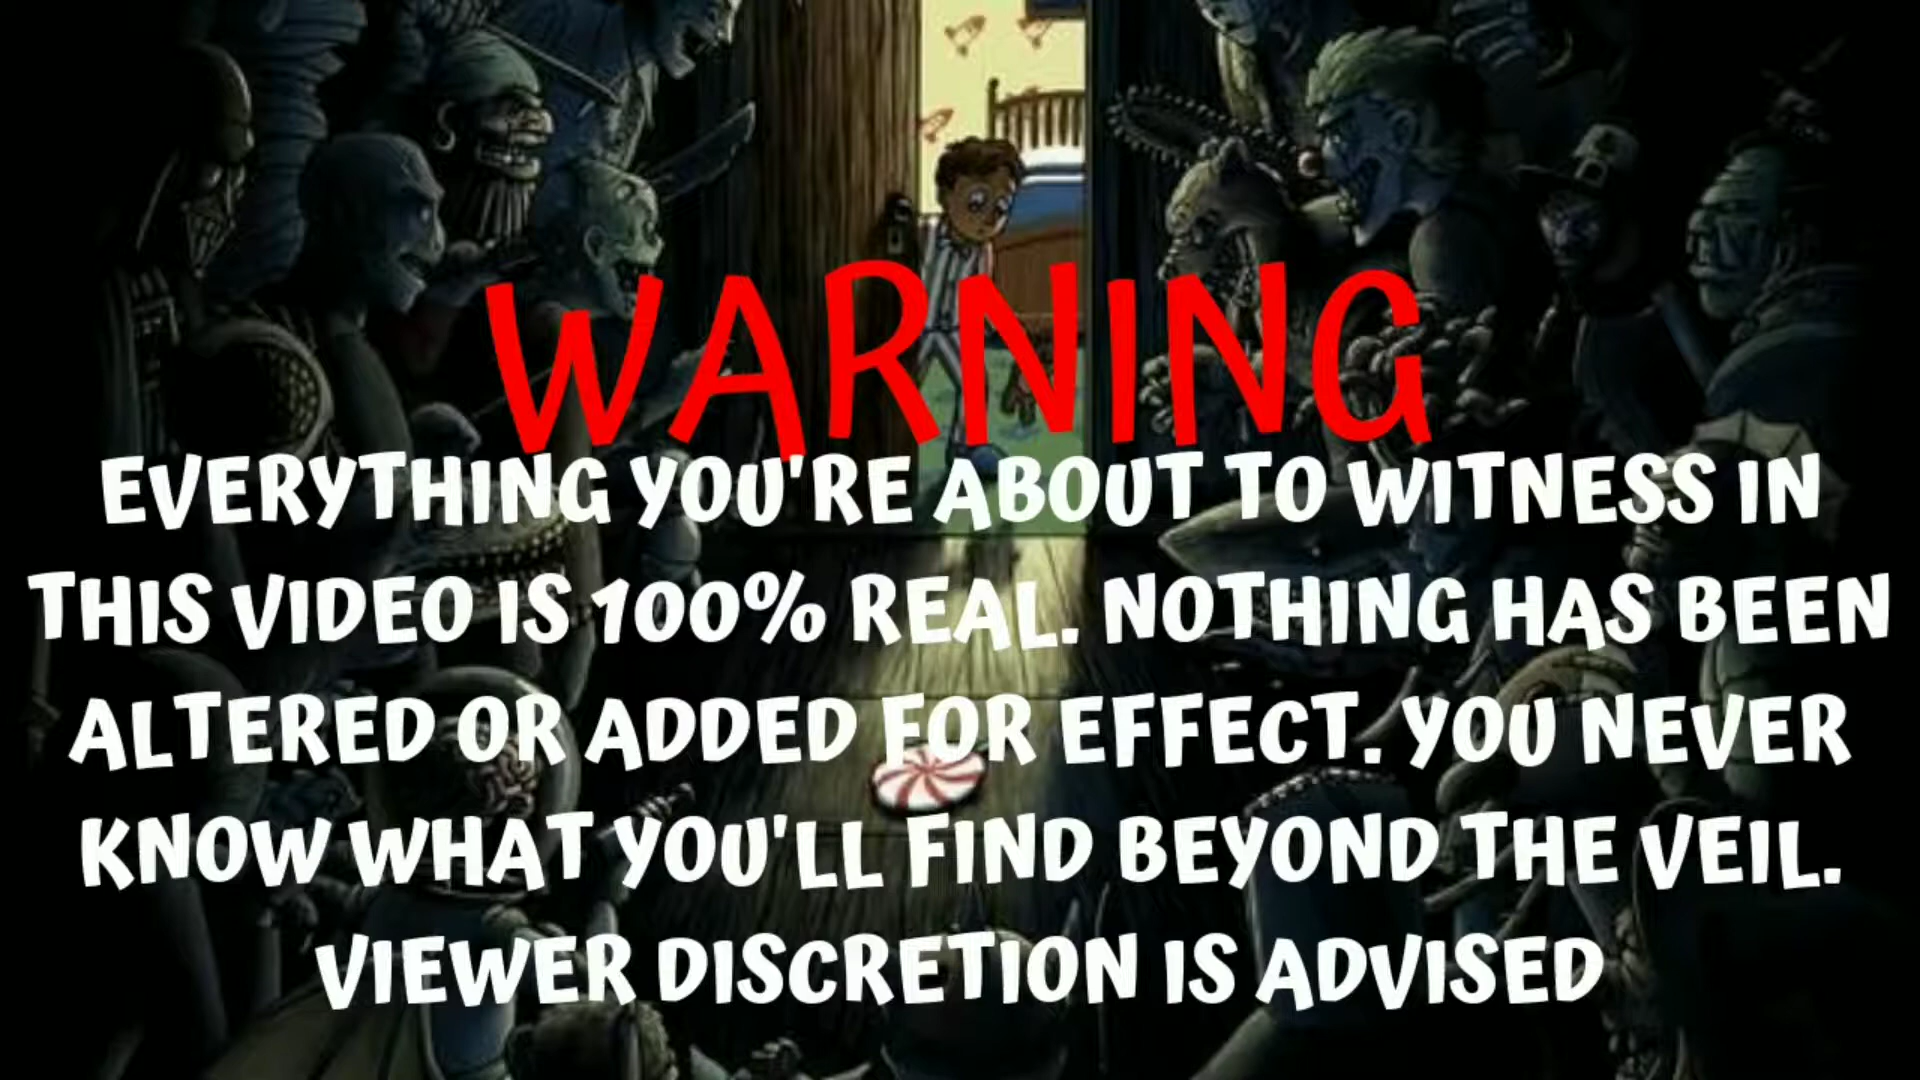 WARNING
EVERYTHING YOU'RE ABOUT TO WITNESS IN
THIS VIDEO IS 100% REAL. NOTHING HAS BEEN
ALTERED OR ADDED FOR EFFECT. YOU NEVER
KNOW WHAT YOU'LL FIND BEYOND THE VEIL.
VIEWER DISCRETION IS ADVISED